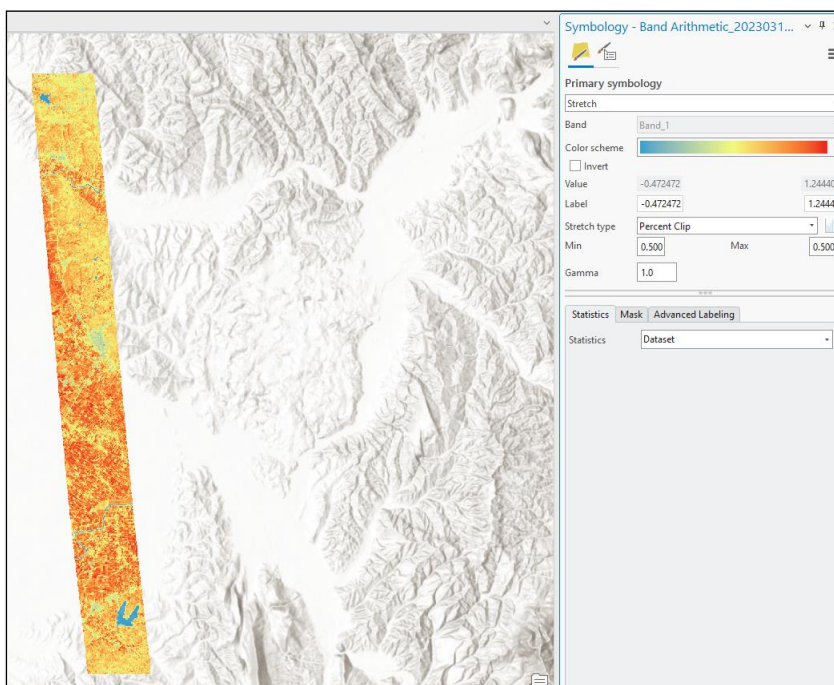 Symbology - Band Arithmetic_2023031...
Primary symbology
Stretch
Band Band_1
Color scheme
Invert
Value -0.472472 1.24440
Label -0.472472 1.2444
Stretch type Percent Clip
Min 0.500 Max 0.500
Gamma 1.0
Statistics Mask Advanced Labeling
Statistics Dataset